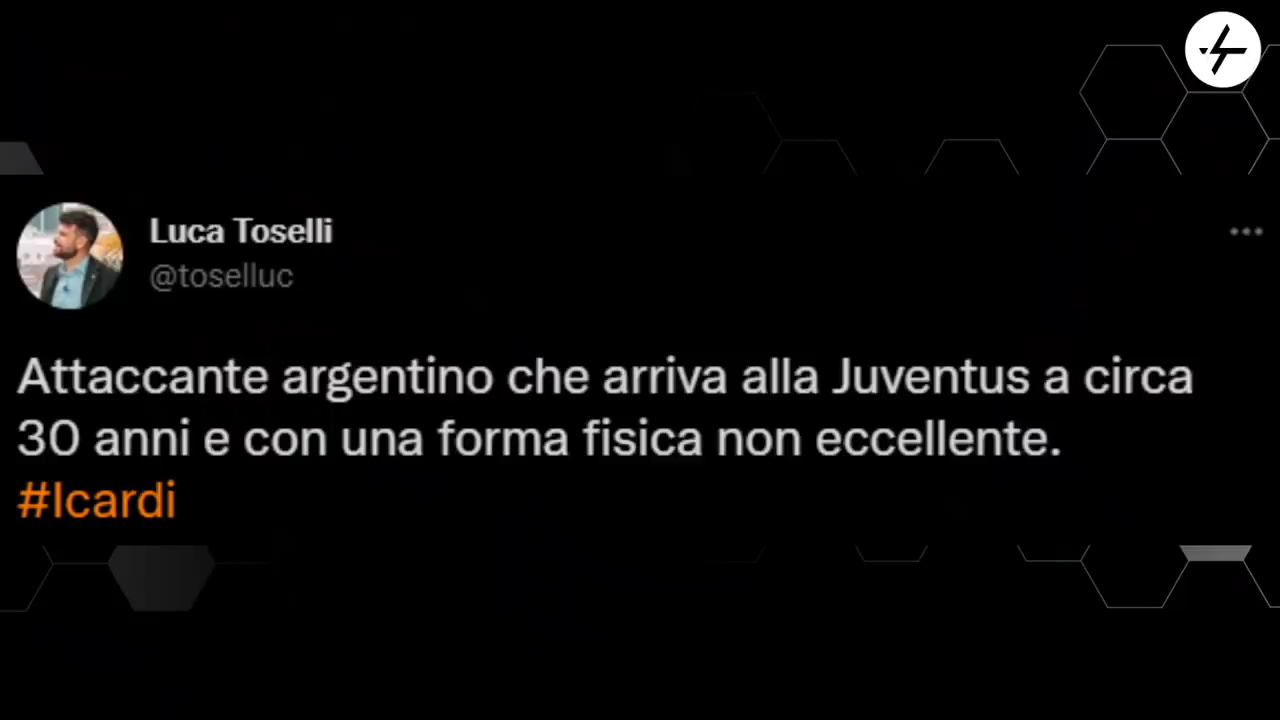 Luca Toselli
@toselluc
Attaccante argentino che arriva alla Juventus a circa
30 anni e con una forma fisica non eccellente.
#Icardi